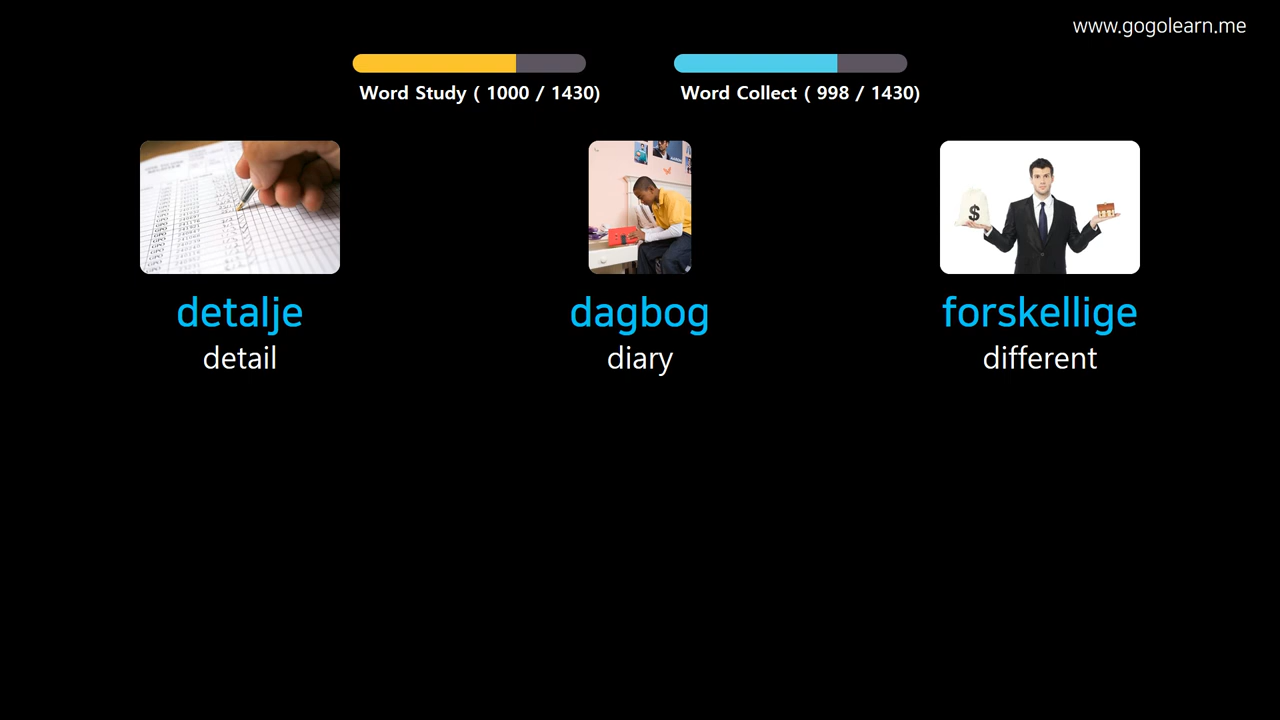 www.gogolearn.me
Word Study ( 1000 / 1430)
Word Collect ( 998 / 1430)
detalje
detail
dagbog
diary
forskellige
different